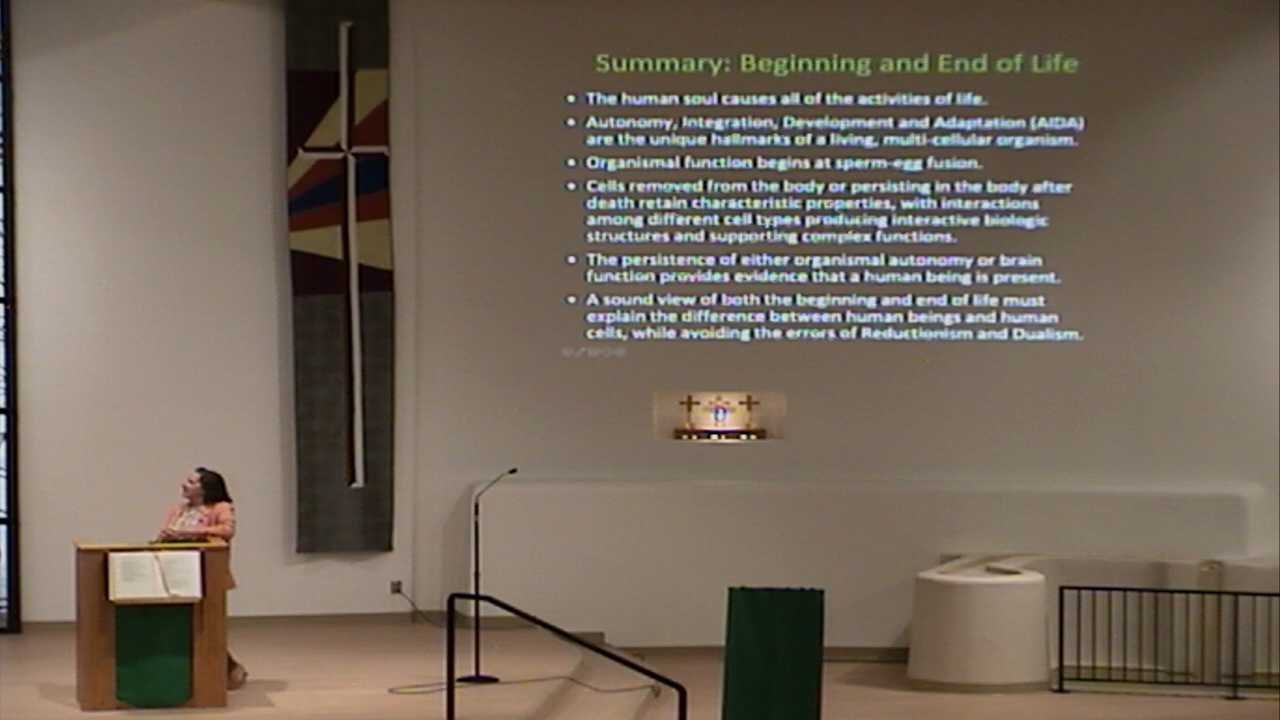 Summary: Beginning and End of Life
• The human soul causes all of the activities of life.
• Autonomy, Integration, Development and Adaptation (AIDA)
are the unique hallmarks of a living, multi-cellular organism.
• Organismal function begins at sperm-egg fusion.
• Cells removed from the body or persisting in the body after
death retain characteristic properties, with interactions
among different cell types producing interactive biologic
structures and supporting complex functions.
• The persistence of either organismal autonomy or brain
function provides evidence that a human being is present.
• A sound view of both the beginning and end of life must
explain the difference between human beings and human
cells, while avoiding the errors of Reductionism and Dualism.